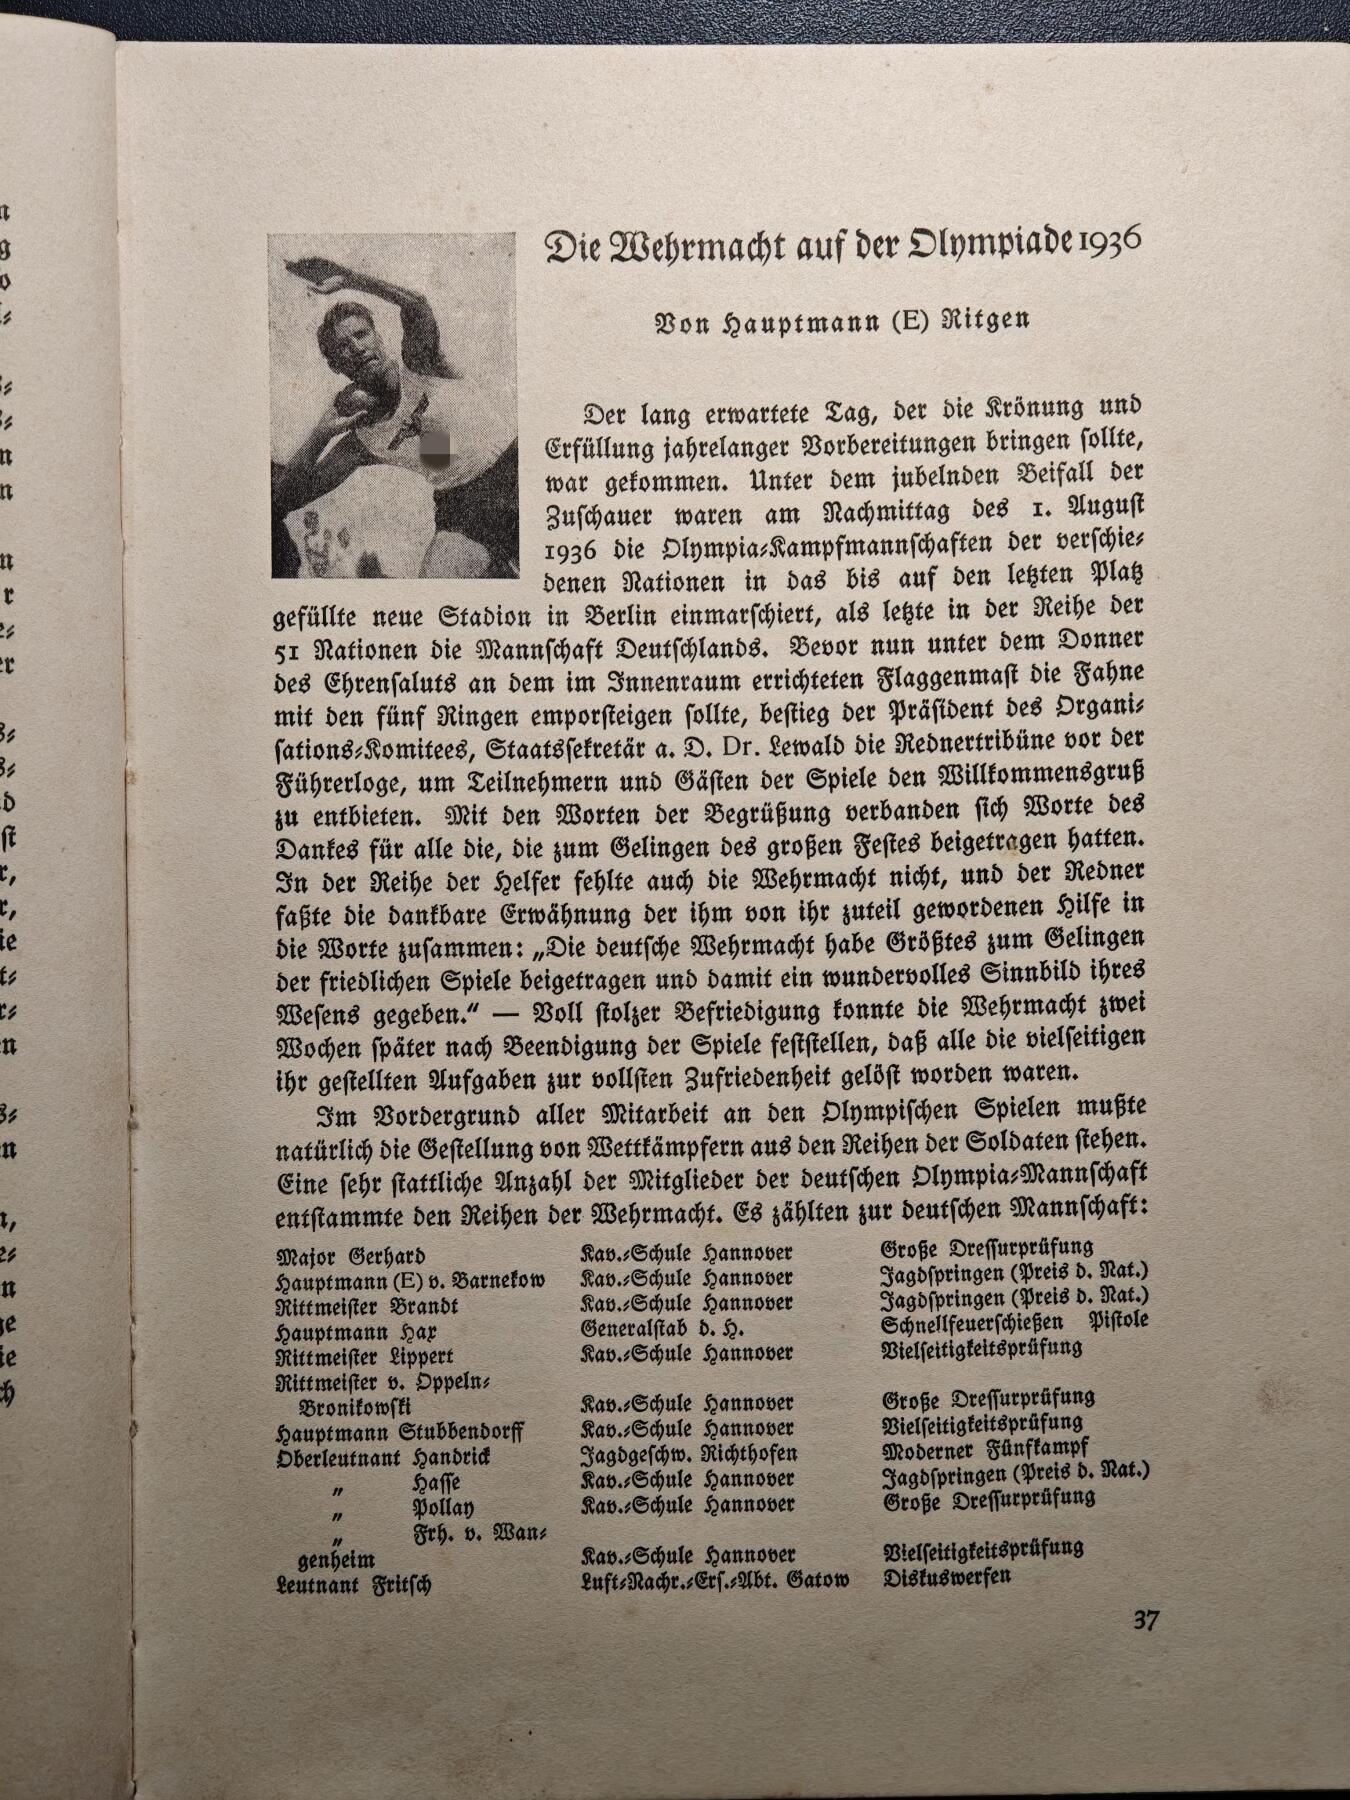 Die Wehrmacht auf der Olympiade 1936
Von Hauptmann (E) Ritgen
Der lang erwartete Tag, der die Krönung und
Erfüllung jahrelanger Vorbereitungen bringen sollte,
war gekommen. Unter dem jubelnden Beifall der
Zuschauer waren am Nachmittag des 1. August
1936 die Olympia-Kampfmannschaften der verschie-
denen Nationen in das bis auf den letzten Platz
gefüllte neue Stadion in Berlin einmarschiert, als letzte in der Reihe der
51 Nationen die Mannschaft Deutschlands. Bevor nun unter dem Donner
des Ehrensaluts an dem im Innenraum errichteten Flaggenmast die Fahne
mit den fünf Ringen emporsteigen sollte, bestieg der Präsident des Organi-
sations-Komitees, Staatssekretär a. D. Dr. Lewald die Rednertribüne vor der
Führerloge, um Teilnehmern und Gästen der Spiele den Willkommensgruß
zu entbieten. Mit den Worten der Begrüßung verbanden sich Worte des
Dankes für alle die, die zum Gelingen des großen Festes beigetragen hatten.
In der Reihe der Helfer fehlte auch die Wehrmacht nicht, und der Redner
faßte die dankbare Erwähnung der ihm von ihr zuteil gewordenen Hilfe in
die Worte zusammen: „Die deutsche Wehrmacht habe Größtes zum Gelingen
der friedlichen Spiele beigetragen und damit ein wundervolles Sinnbild ihres
Wesens gegeben.“ — Voll stolzer Befriedigung konnte die Wehrmacht zwei
Wochen später nach Beendigung der Spiele feststellen, daß alle die vielseitigen
ihr gestellten Aufgaben zur vollsten Zufriedenheit gelöst worden waren.
Im Vordergrund aller Mitarbeit an den Olympischen Spielen mußte
natürlich die Gestellung von Wettkämpfern aus den Reihen der Soldaten stehen.
Eine sehr stattliche Anzahl der Mitglieder der deutschen Olympia-Mannschaft
entstammte den Reihen der Wehrmacht. Es zählten zur deutschen Mannschaft:
Major Gerhard Kav.-Schule Hannover Große Dressurprüfung
Hauptmann (E) v. Barnekow Kav.-Schule Hannover Jagdspringen (Preis d. Nat.)
Rittmeister Brandt Kav.-Schule Hannover Jagdspringen (Preis d. Nat.)
Hauptmann Hax Generalstab d. H. Schnellfeuerschießen Pistole
Rittmeister Lippert Kav.-Schule Hannover Vielseitigkeitsprüfung
Rittmeister v. Oppeln-
Bronikowski Kav.-Schule Hannover Große Dressurprüfung
Hauptmann Stubbendorff Kav.-Schule Hannover Vielseitigkeitsprüfung
Oberleutnant Handrick Jagdgeschw. Richthofen Moderner Fünfkampf
„ Hasse Kav.-Schule Hannover Jagdspringen (Preis d. Nat.)
„ Pollay Kav.-Schule Hannover Große Dressurprüfung
„ Frh. v. Wan-
genheim Kav.-Schule Hannover Vielseitigkeitsprüfung
Leutnant Fritsch Luft-Nachr.-Ers.-Abt. Gatow Diskuswerfen
37